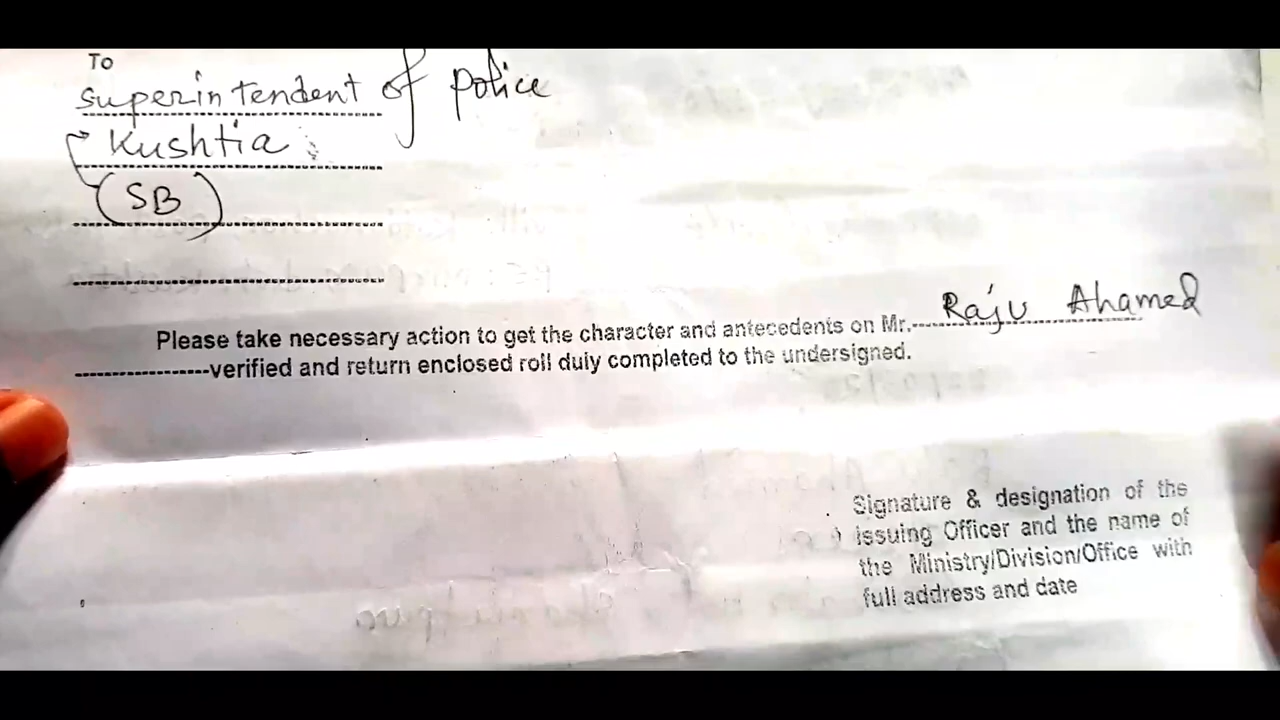 To
Superintendent of police
Kushtia
(SB)
Please take necessary action to get the character and antecedents on Mr. Raju Ahamed
verified and return enclosed roll duly completed to the undersigned.
Signature & designation of the
issuing Officer and the name of
the Ministry/Division/Office with
full address and date